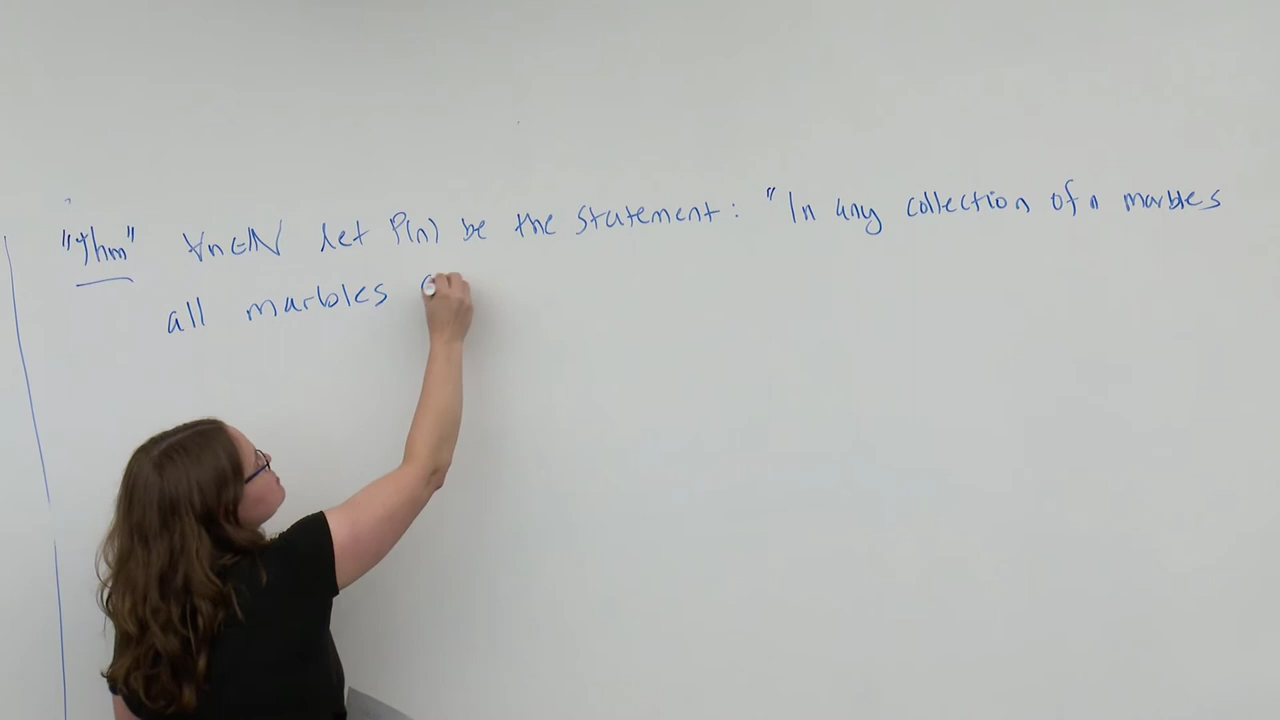 "Thm" ∀n∈ℕ let P(n) be the statement: "In any collection of n marbles
all marbles